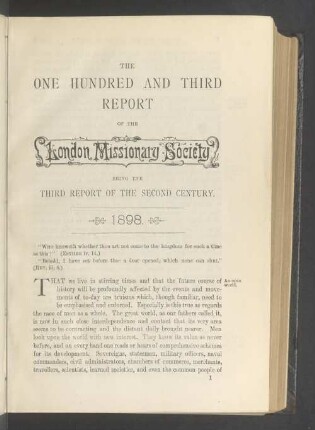 THE
ONE HUNDRED AND THIRD
REPORT
OF THE
London Missionary Society
BEING THE
THIRD REPORT OF THE SECOND CENTURY.
1898.
"Who knoweth whether thou art not come to the kingdom for such a time
as this?" (ESTHER iv. 14.)
"Behold, I have set before thee a door opened, which none can shut."
(REV. iii. 8.)
THAT we live in stirring times and that the future course of
history will be profoundly affected by the events and move-
ments of to-day are truisms which, though familiar, need to
be emphasised and enforced. Especially is this true as regards
the race of man as a whole. The great world, as our fathers called it,
is now in such close interdependence and contact that its very area
seems to be contracting and the distant daily brought nearer. Men
look upon the world with new interest. They know its value as never
before, and on every hand one reads or hears of comprehensive schemes
for its development. Sovereigns, statesmen, military officers, naval
commanders, civil administrators, chambers of commerce, merchants,
travellers, scientists, learned societies, and even the common people of
1